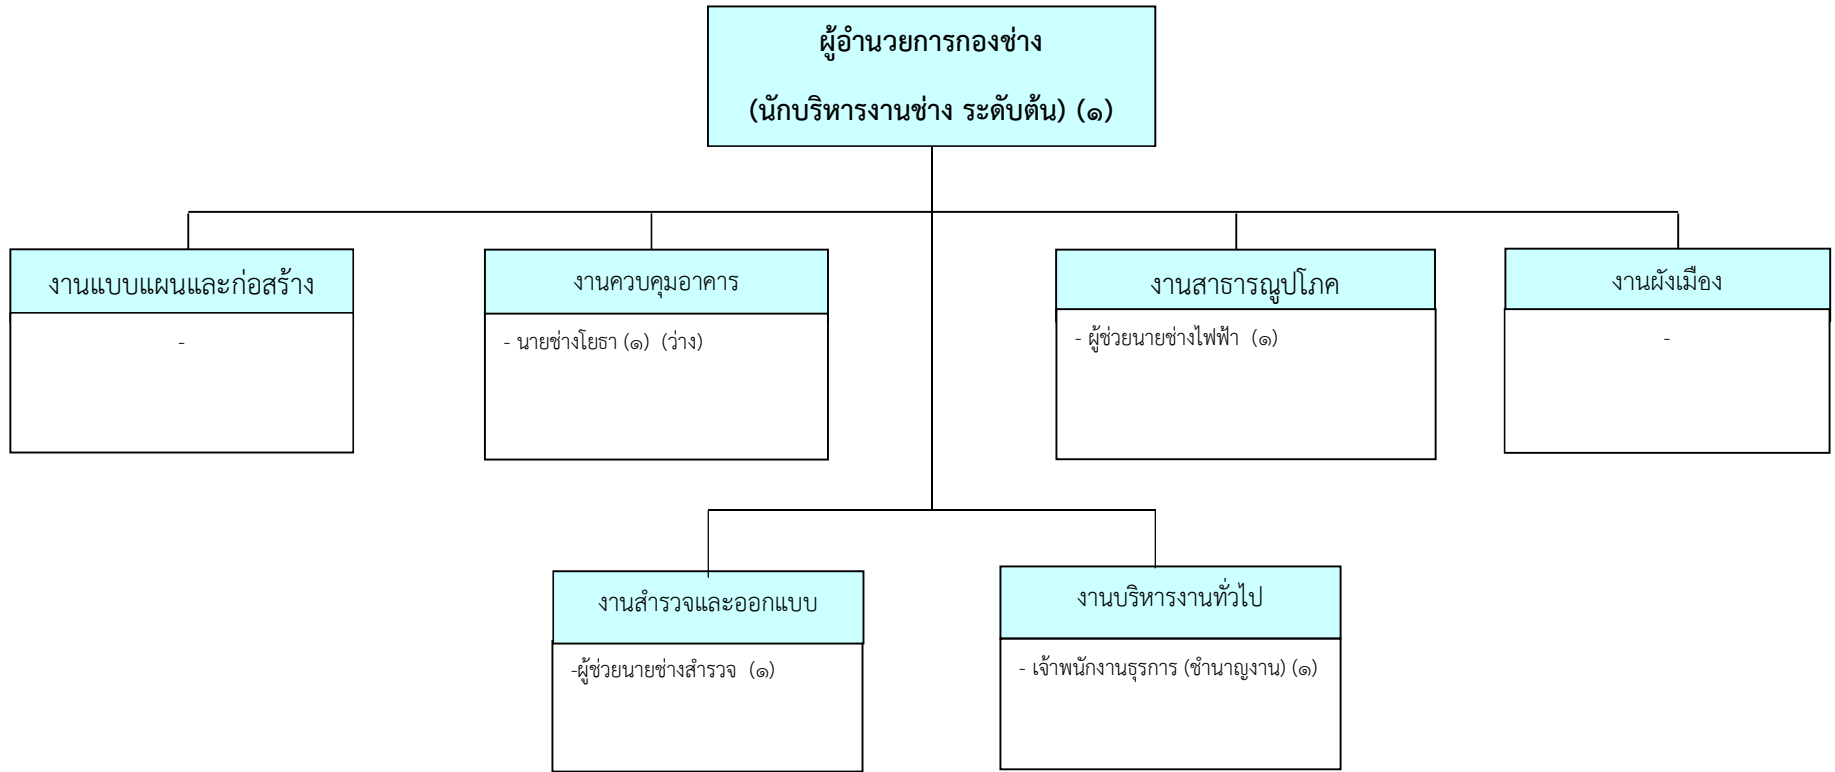 ผู้อำนวยการกองช่าง
(นักบริหารงานช่าง ระดับต้น) (๑)
งานแบบแผนและก่อสร้าง
-
งานควบคุมอาคาร
- นายช่างโยธา (๑) (ว่าง)
งานสาธารณูปโภค
- ผู้ช่วยนายช่างไฟฟ้า (๑)
งานผังเมือง
-
งานสำรวจและออกแบบ
-ผู้ช่วยนายช่างสำรวจ (๑)
งานบริหารงานทั่วไป
- เจ้าพนักงานธุรการ (ชำนาญงาน) (๑)